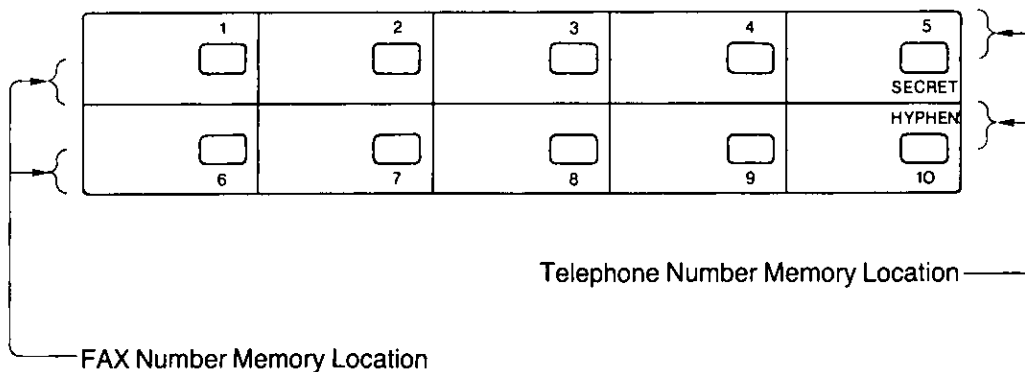 1 2 3 4 5
SECRET
HYPHEN
6 7 8 9 10
Telephone Number Memory Location
FAX Number Memory Location